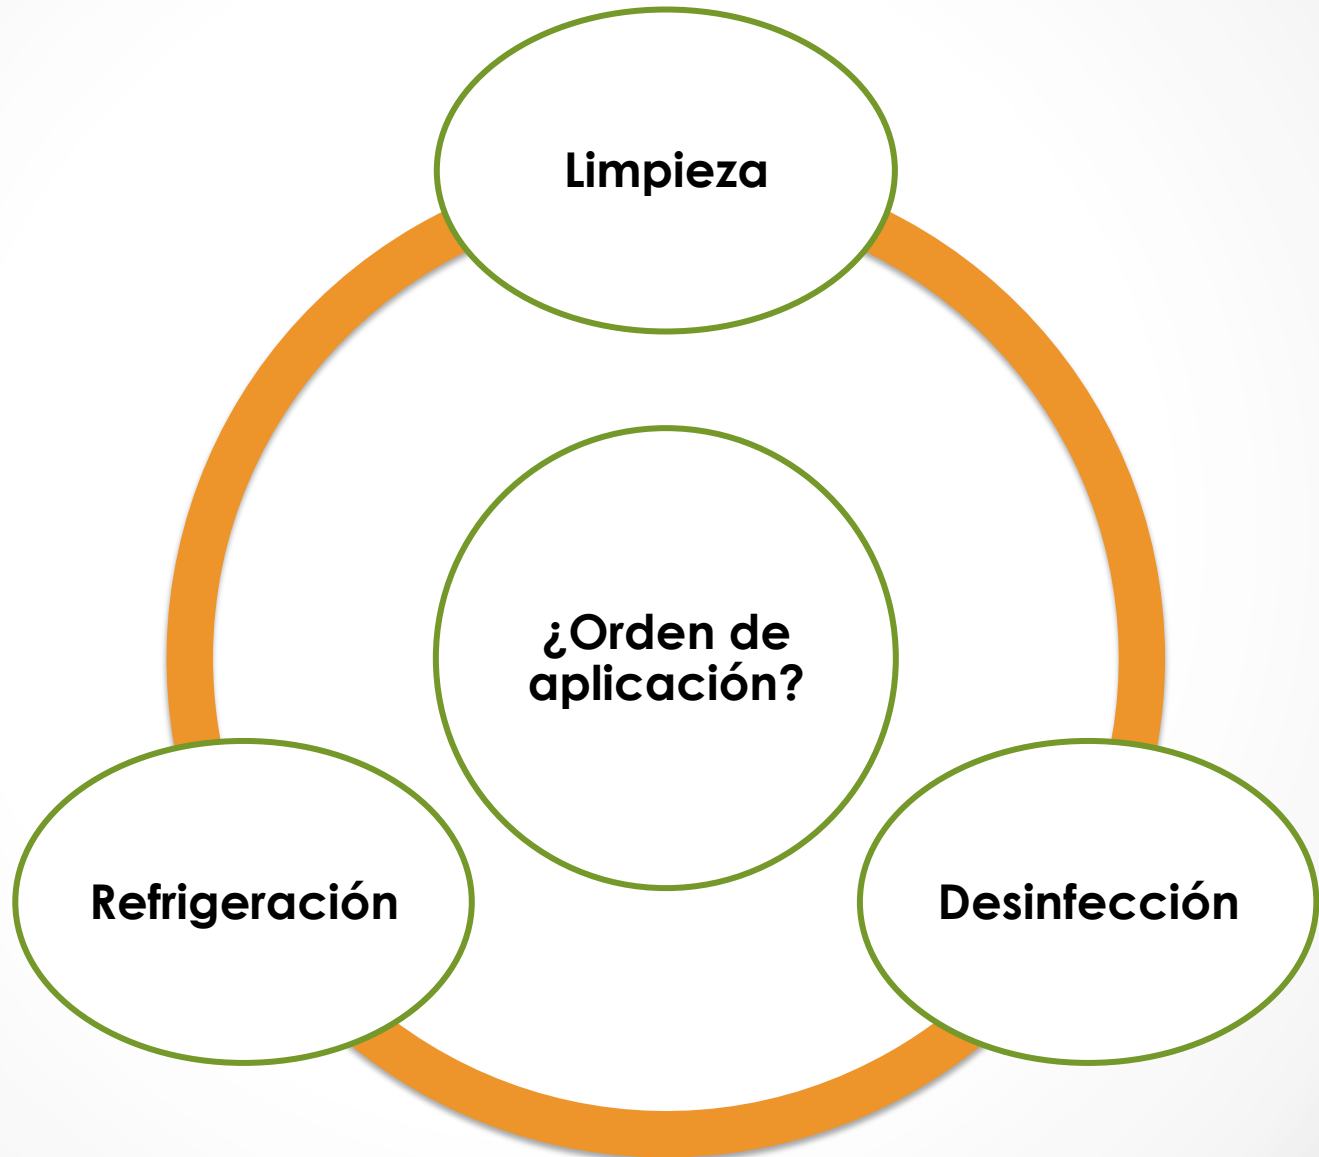 Limpieza
¿Orden de
aplicación?
Refrigeración
Desinfección